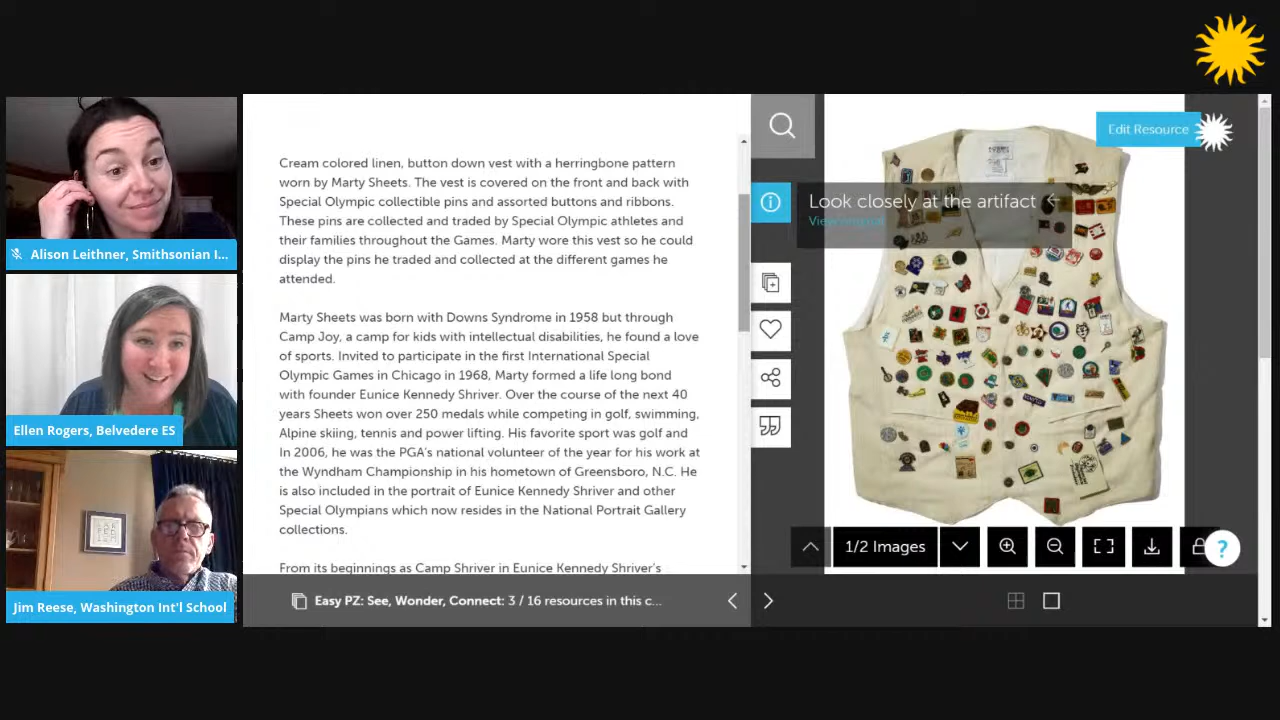 Alison Leithner, Smithsonian I...
Ellen Rogers, Belvedere ES
Jim Reese, Washington Int'l School
Cream colored linen, button down vest with a herringbone pattern
worn by Marty Sheets. The vest is covered on the front and back with
Special Olympic collectible pins and assorted buttons and ribbons.
These pins are collected and traded by Special Olympic athletes and
their families throughout the Games. Marty wore this vest so he could
display the pins he traded and collected at the different games he
attended.
Marty Sheets was born with Downs Syndrome in 1958 but through
Camp Joy, a camp for kids with intellectual disabilities, he found a love
of sports. Invited to participate in the first International Special
Olympic Games in Chicago in 1968, Marty formed a life long bond
with founder Eunice Kennedy Shriver. Over the course of the next 40
years Sheets won over 250 medals while competing in golf, swimming,
Alpine skiing, tennis and power lifting. His favorite sport was golf and
In 2006, he was the PGA's national volunteer of the year for his work at
the Wyndham Championship in his hometown of Greensboro, N.C. He
is also included in the portrait of Eunice Kennedy Shriver and other
Special Olympians which now resides in the National Portrait Gallery
collections.
From its beginnings as Camp Shriver in Eunice Kennedy Shriver's
Easy PZ: See, Wonder, Connect: 3 / 16 resources in this c...
Edit Resource
Look closely at the artifact
View original
1/2 Images
?